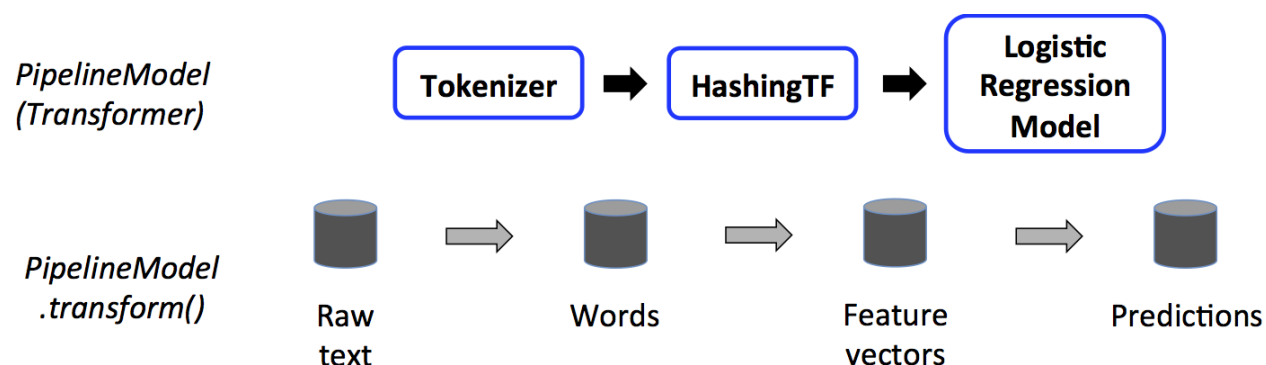 PipelineModel
(Transformer)
Tokenizer
HashingTF
Logistic
Regression
Model
PipelineModel
.transform()
Raw
text
Words
Feature
vectors
Predictions